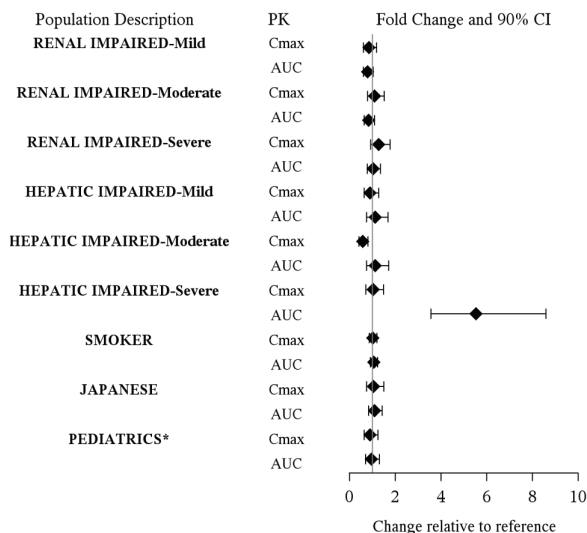 Population Description PK Fold Change and 90% CI
RENAL IMPAIRED-Mild Cmax
AUC
RENAL IMPAIRED-Moderate Cmax
AUC
RENAL IMPAIRED-Severe Cmax
AUC
HEPATIC IMPAIRED-Mild Cmax
AUC
HEPATIC IMPAIRED-Moderate Cmax
AUC
HEPATIC IMPAIRED-Severe Cmax
AUC
SMOKER Cmax
AUC
JAPANESE Cmax
AUC
PEDIATRICS* Cmax
AUC
0 2 4 6 8 10
Change relative to reference